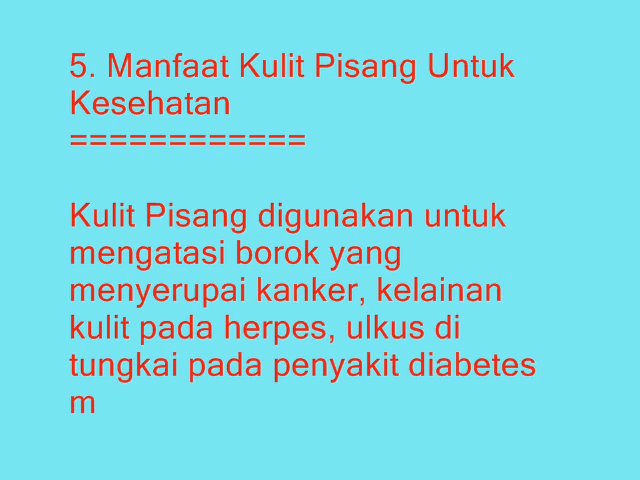 5. Manfaat Kulit Pisang Untuk
Kesehatan
============
Kulit Pisang digunakan untuk
mengatasi borok yang
menyerupai kanker, kelainan
kulit pada herpes, ulkus di
tungkai pada penyakit diabetes
m